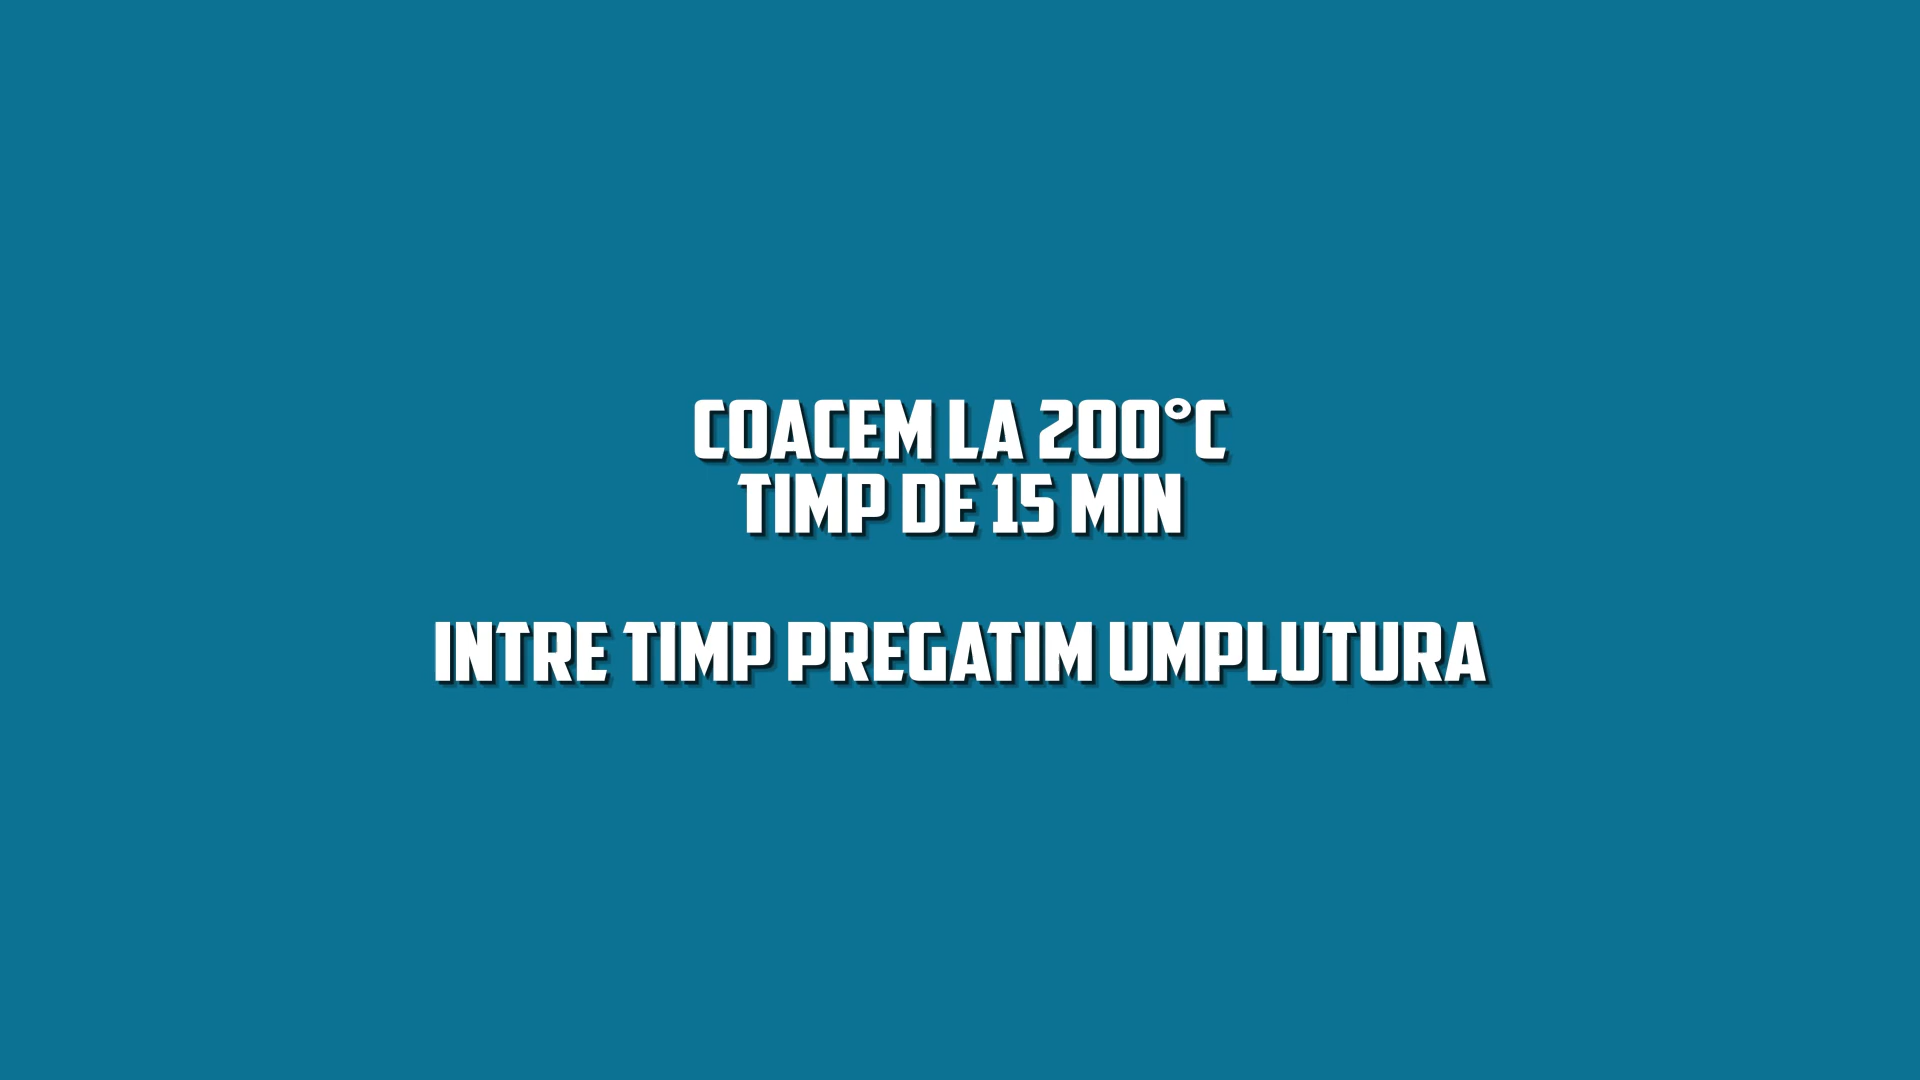 COACEM LA 200°C
TIMP DE 15 MIN
INTRE TIMP PREGATIM UMPLUTURA